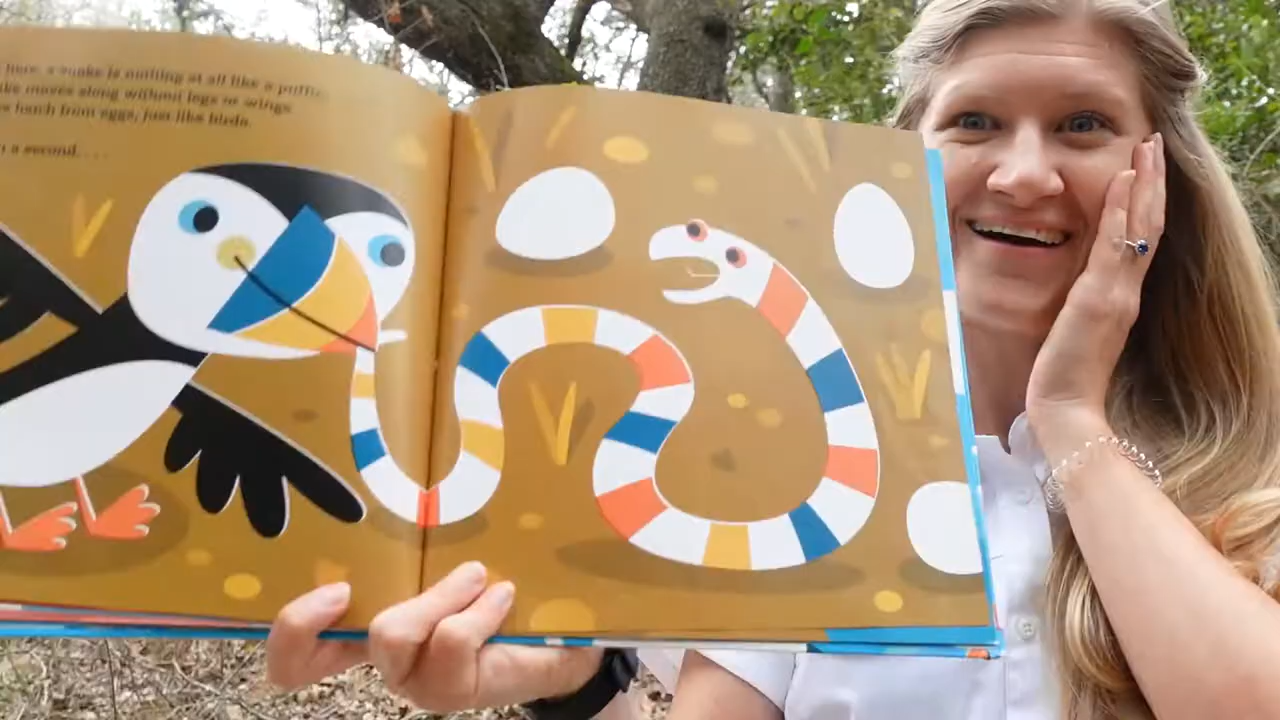 here, a snake is nothing at all like a puffin.
moves along without legs or wings
hatch from eggs, just like birds.
a second. . . .